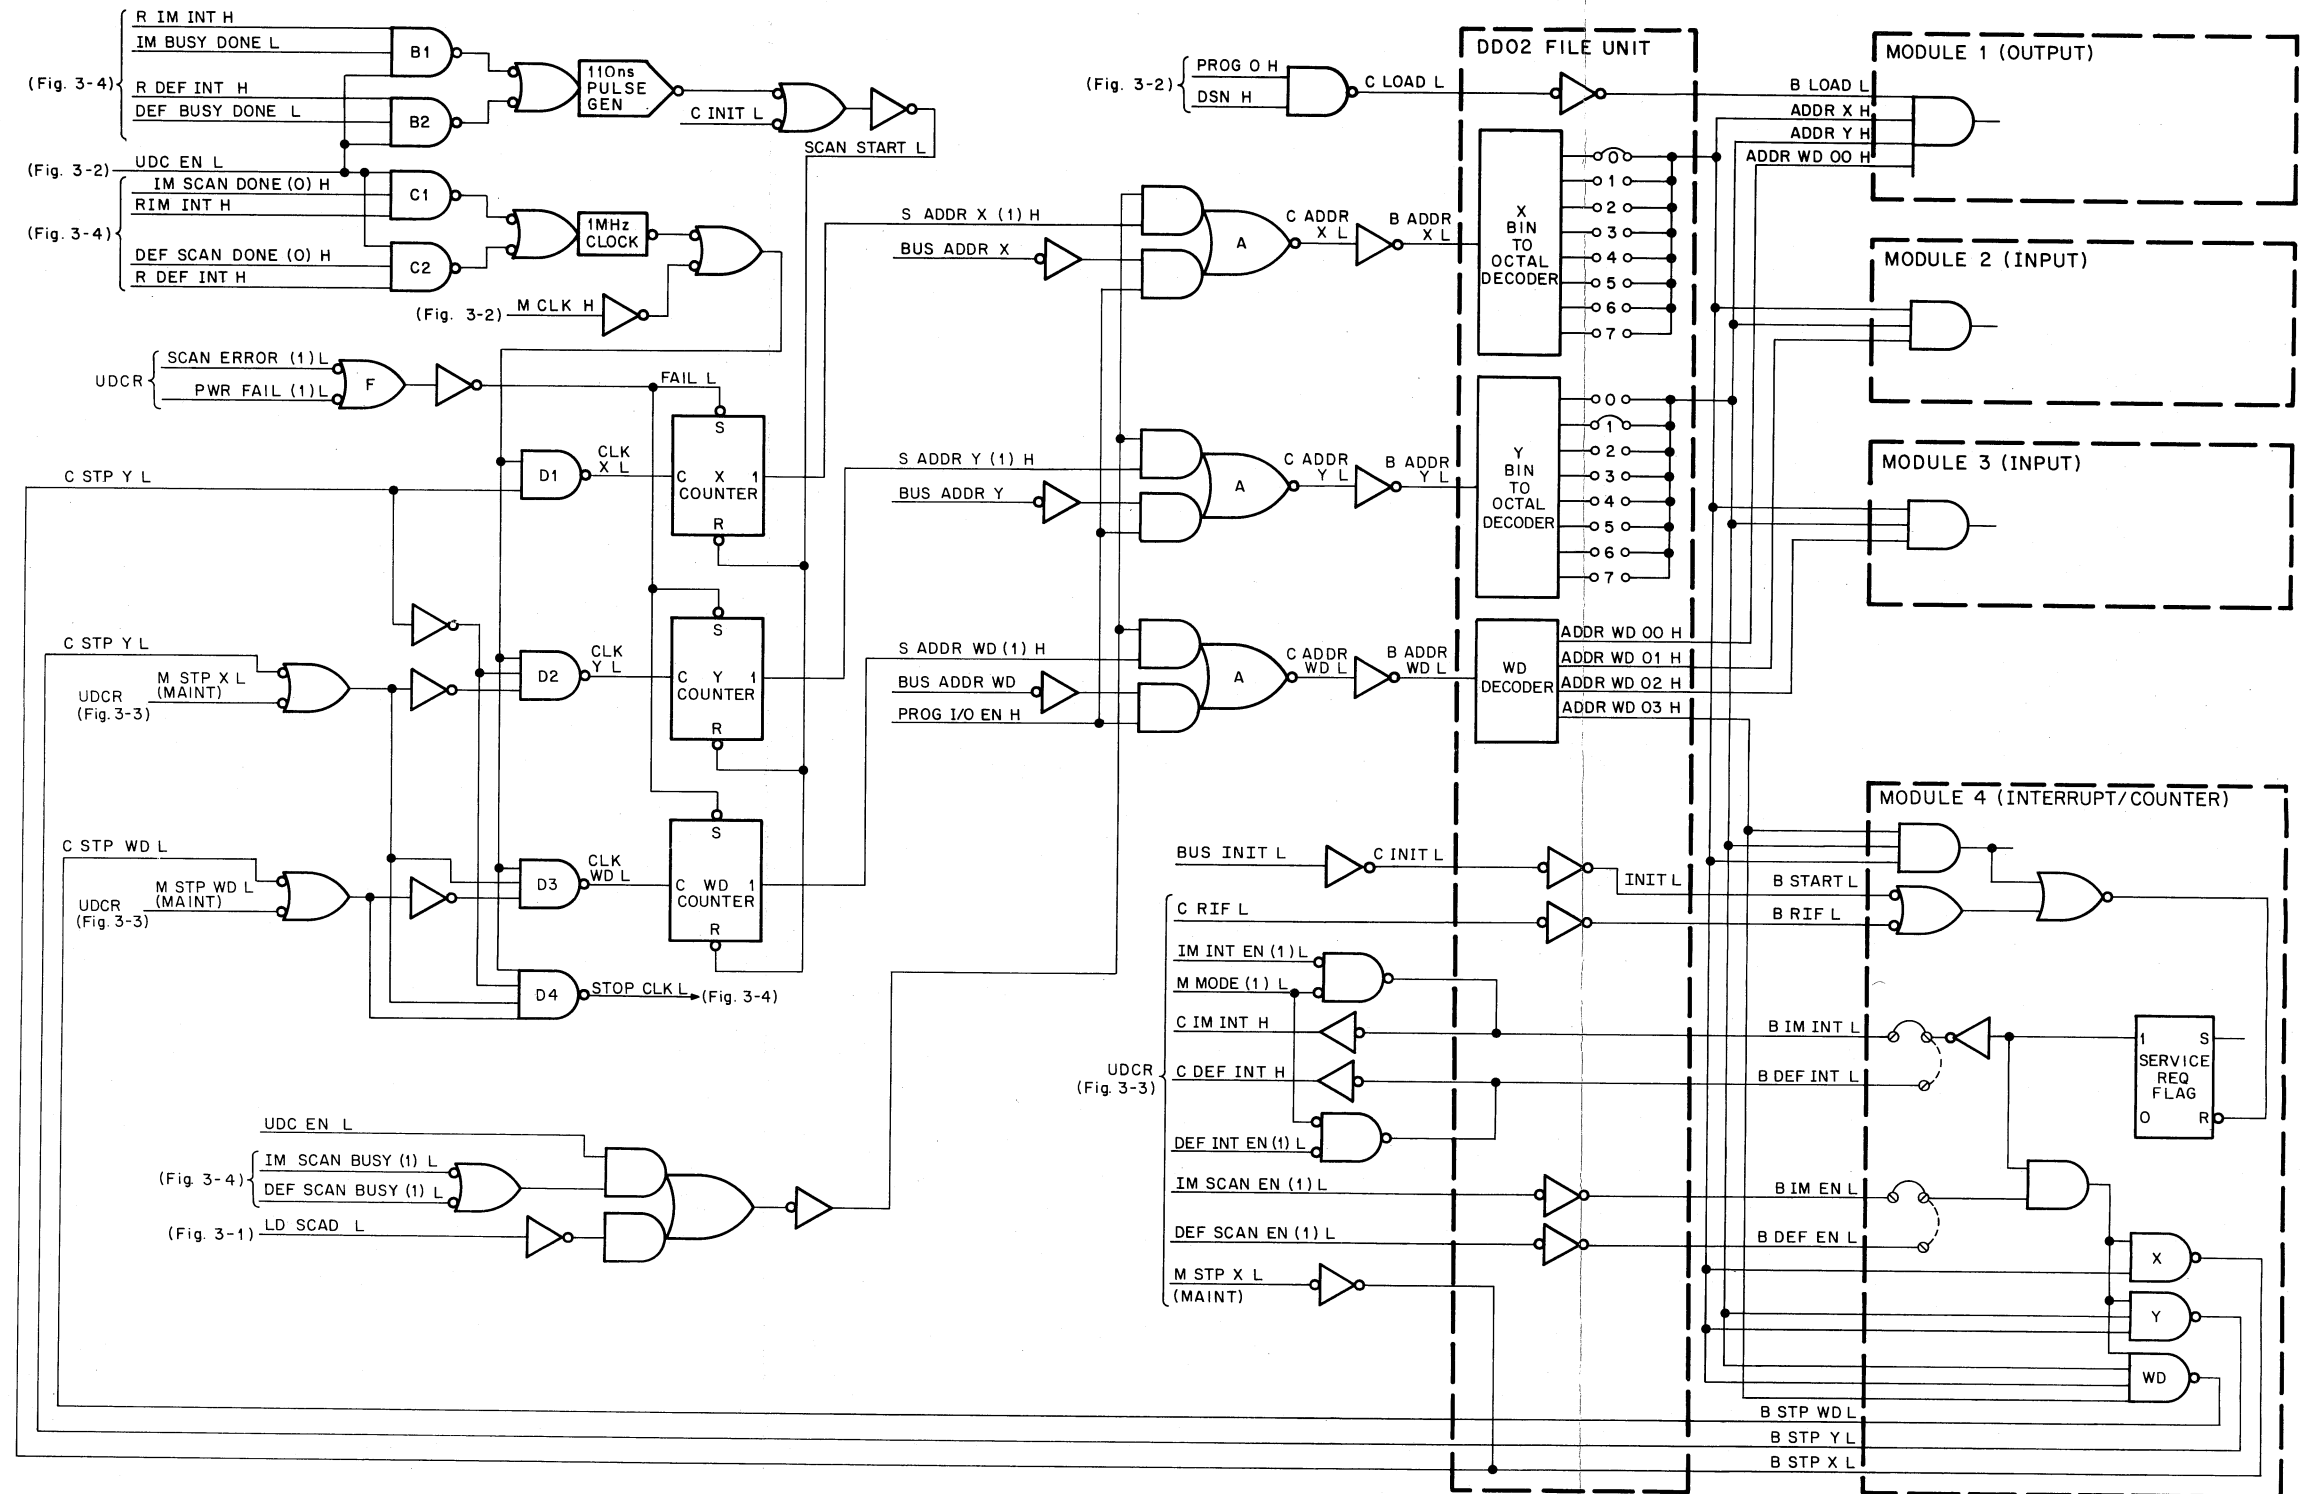 R IM INT H
IM BUSY DONE L
(Fig. 3-4)
R DEF INT H
DEF BUSY DONE L
B1
B2
110ns
PULSE
GEN
C INIT L
SCAN START L
(Fig. 3-2)
UDC EN L
IM SCAN DONE (0) H
RIM INT H
(Fig. 3-4)
DEF SCAN DONE (0) H
R DEF INT H
C1
C2
1MHz
CLOCK
(Fig. 3-2)
M CLK H
UDCR
SCAN ERROR (1) L
PWR FAIL (1) L
F
FAIL L
C STP Y L
D1
CLK
X L
S
C X 1
COUNTER
R
C STP Y L
M STP X L
(MAINT)
UDCR
(Fig. 3-3)
D2
CLK
Y L
S
C Y 1
COUNTER
R
C STP WD L
M STP WD L
(MAINT)
UDCR
(Fig. 3-3)
D3
CLK
WD L
S
C WD 1
COUNTER
R
D4
STOP CLK L
(Fig. 3-4)
UDC EN L
(Fig. 3-4)
IM SCAN BUSY (1) L
DEF SCAN BUSY (1) L
(Fig. 3-1)
LD SCAD L
(Fig. 3-2)
PROG O H
DSN H
C LOAD L
S ADDR X (1) H
BUS ADDR X
A
C ADDR
X L
B ADDR
X L
S ADDR Y (1) H
BUS ADDR Y
A
C ADDR
Y L
B ADDR
Y L
S ADDR WD (1) H
BUS ADDR WD
PROG I/O EN H
A
C ADDR
WD L
B ADDR
WD L
DD02 FILE UNIT
X
BIN
TO
OCTAL
DECODER
0
1
2
3
4
5
6
7
Y
BIN
TO
OCTAL
DECODER
0
1
2
3
4
5
6
7
WD
DECODER
ADDR WD 00 H
ADDR WD 01 H
ADDR WD 02 H
ADDR WD 03 H
B LOAD L
ADDR X H
ADDR Y H
ADDR WD 00 H
MODULE 1 (OUTPUT)
MODULE 2 (INPUT)
MODULE 3 (INPUT)
MODULE 4 (INTERRUPT/COUNTER)
BUS INIT L
C INIT L
INIT L
B START L
C RIF L
B RIF L
IM INT EN (1) L
M MODE (1) L
C IM INT H
B IM INT L
UDCR
(Fig. 3-3)
C DEF INT H
B DEF INT L
DEF INT EN (1) L
1 S
SERVICE
REQ
FLAG
0 R
IM SCAN EN (1) L
B IM EN L
DEF SCAN EN (1) L
B DEF EN L
M STP X L
(MAINT)
X
Y
WD
B STP WD L
B STP Y L
B STP X L